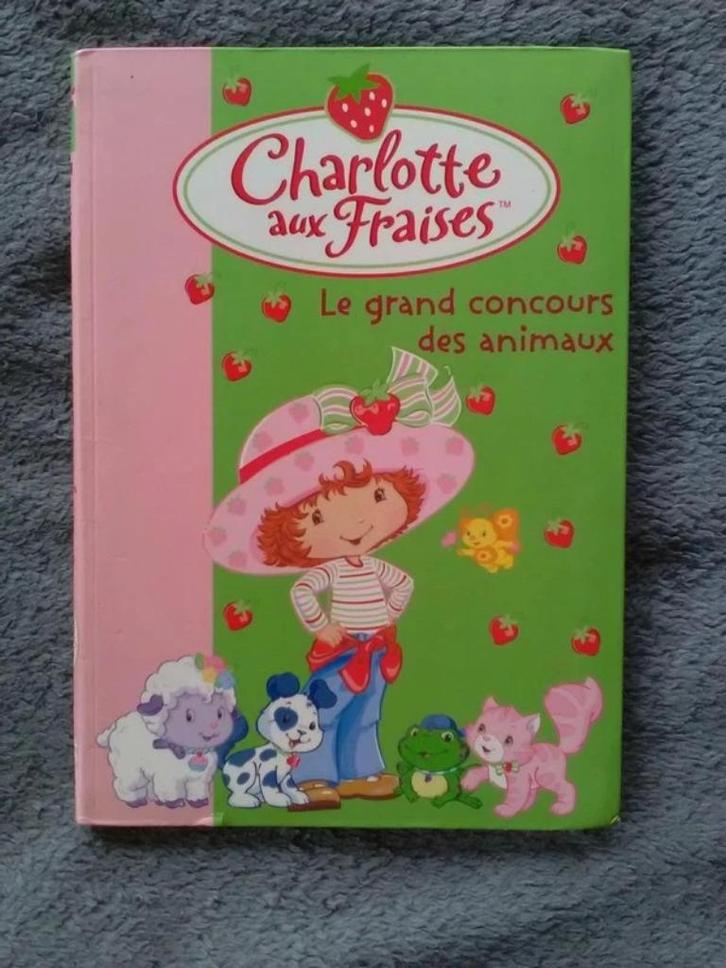 Charlotte
aux Fraises™
Le grand concours
des animaux